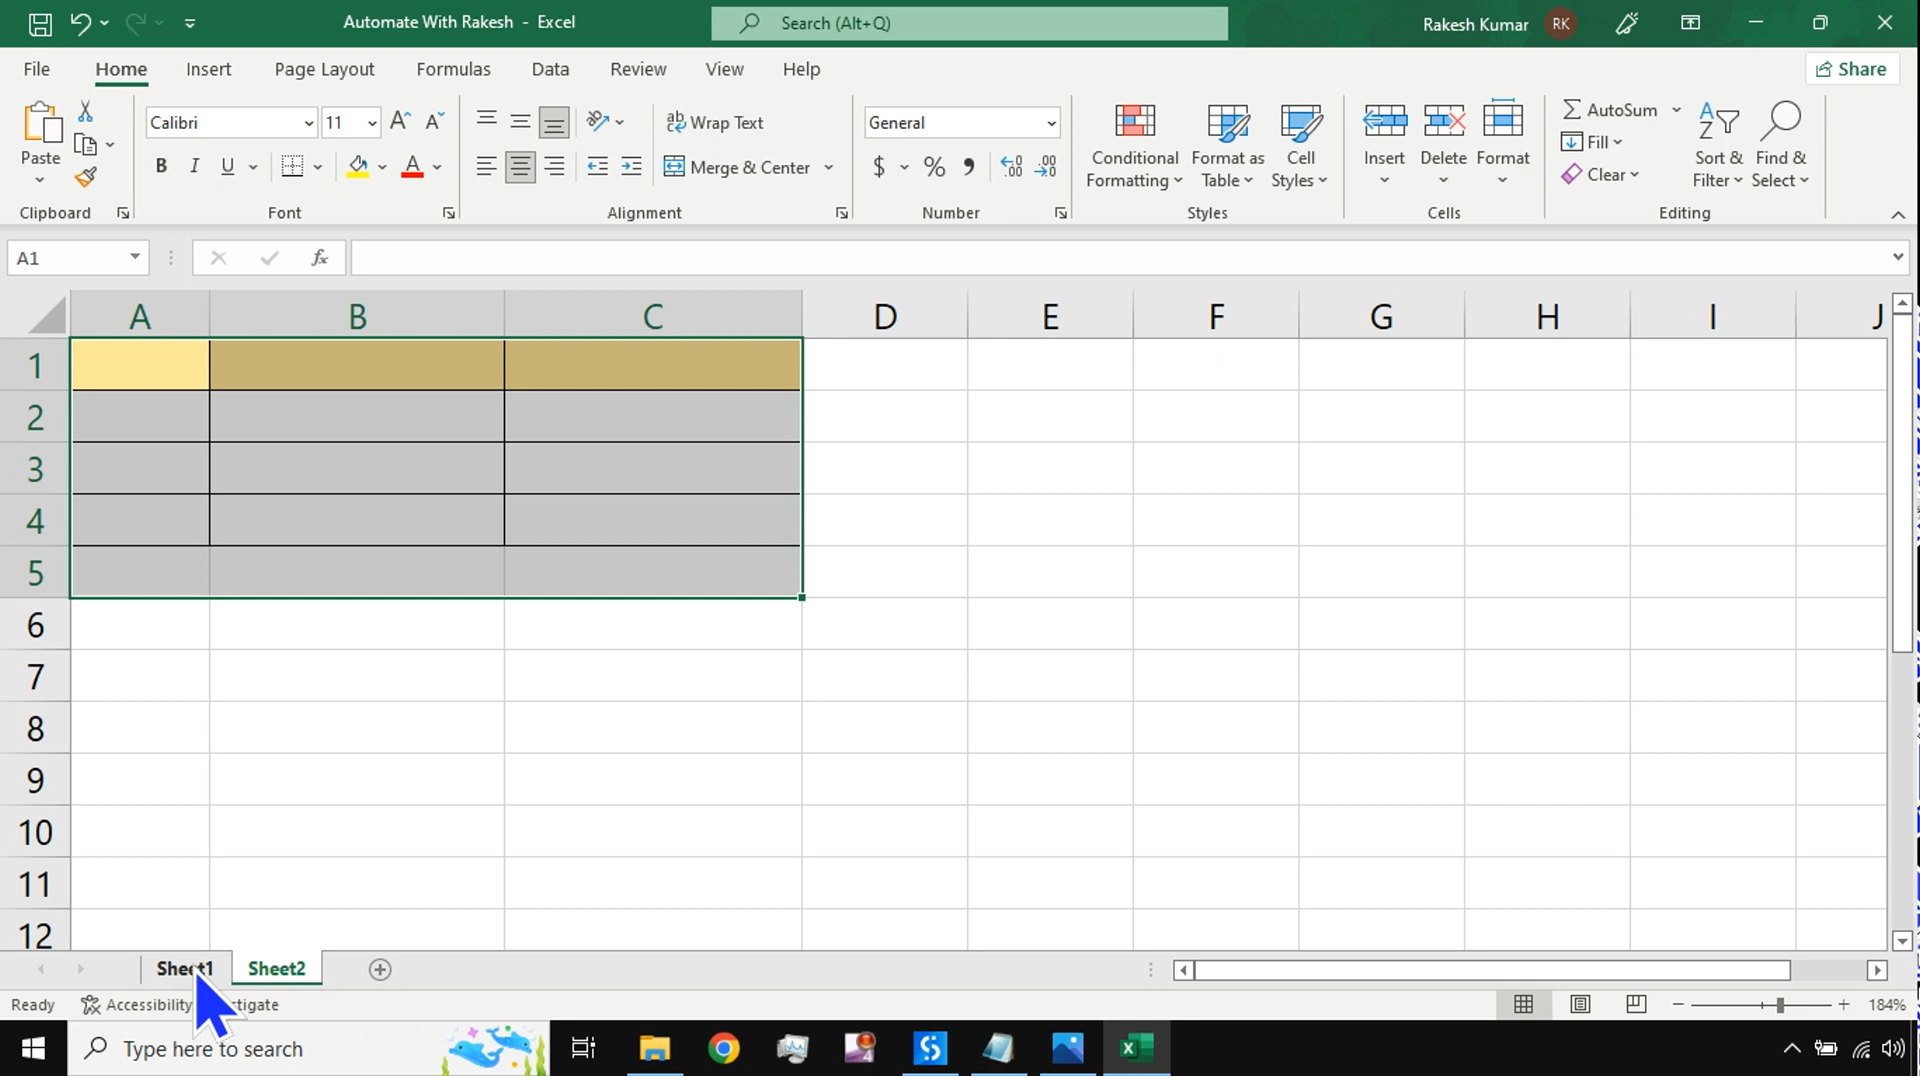 Automate With Rakesh - Excel
Search (Alt+Q)
Rakesh Kumar RK
File Home Insert Page Layout Formulas Data Review View Help
Share
Calibri 11
ab Wrap Text
General
AutoSum
Paste
B I U A
Merge & Center
$ % ,
Conditional Formatting
Format as Table
Cell Styles
Insert Delete Format
Fill
Clear
Sort & Filter
Find & Select
Clipboard Font Alignment Number Styles Cells Editing
A1 fx
A B C D E F G H I J
1
2
3
4
5
6
7
8
9
10
11
12
Sheet1 Sheet2
Ready
184%
Type here to search